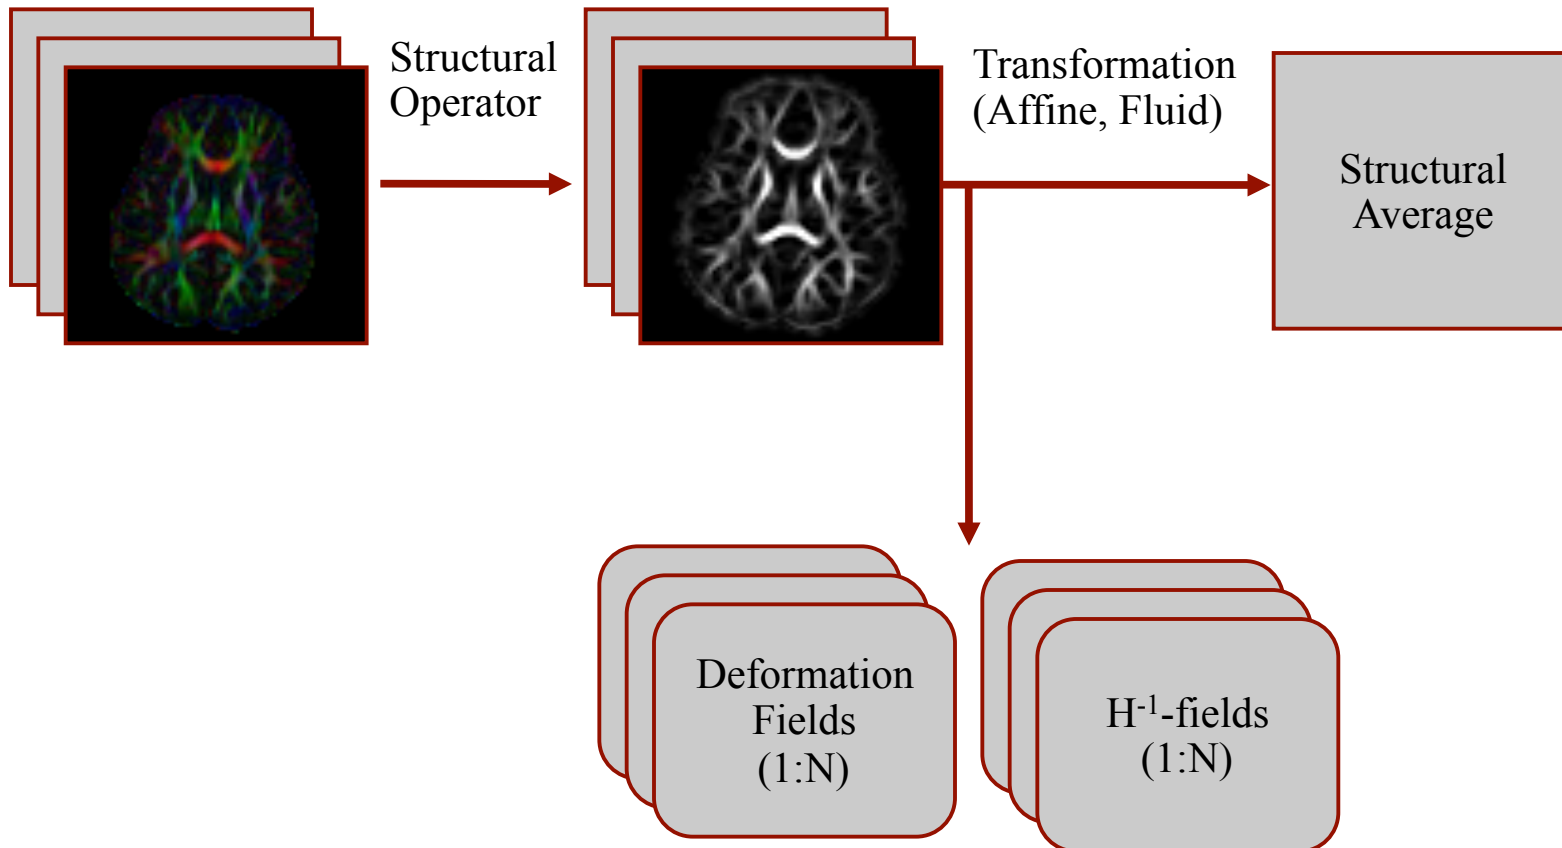 Structural
Operator
Transformation
(Affine, Fluid)
Structural
Average
Deformation
Fields
(1:N)
H⁻¹-fields
(1:N)